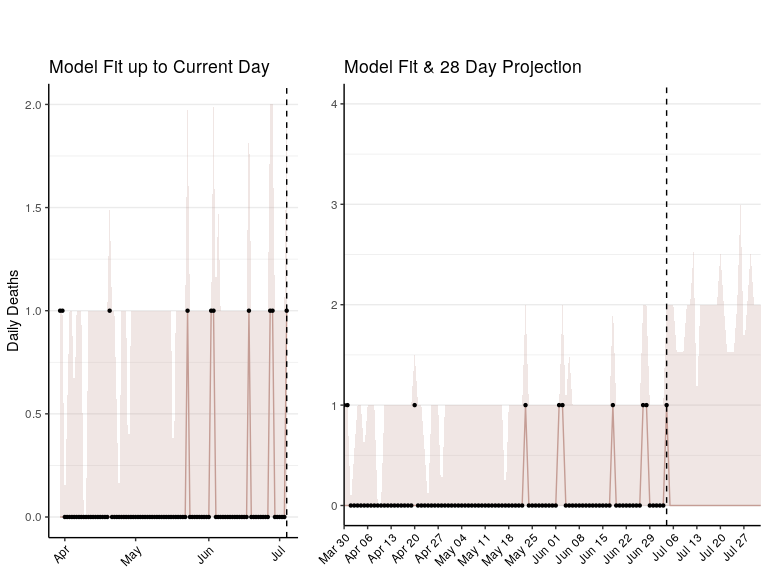 Model Fit up to Current Day
Model Fit & 28 Day Projection
Daily Deaths
2.0
1.5
1.0
0.5
0.0
Apr
May
Jun
Jul
4
3
2
1
0
Mar 30
Apr 06
Apr 13
Apr 20
Apr 27
May 04
May 11
May 18
May 25
Jun 01
Jun 08
Jun 15
Jun 22
Jun 29
Jul 06
Jul 13
Jul 20
Jul 27